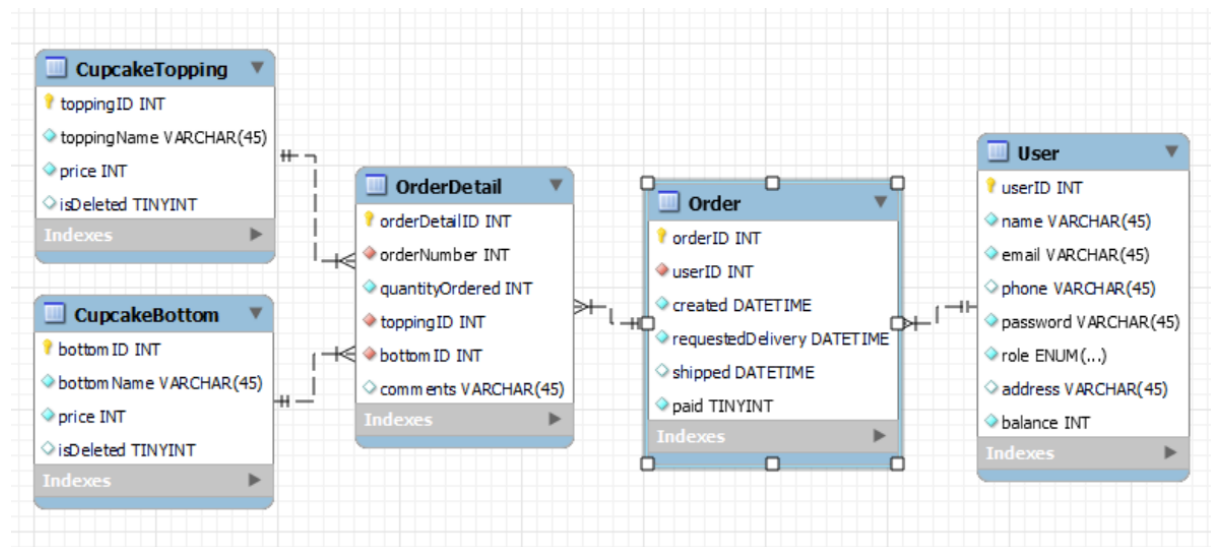 CupcakeTopping
toppingID INT
toppingName VARCHAR(45)
price INT
isDeleted TINYINT
Indexes
CupcakeBottom
bottomID INT
bottomName VARCHAR(45)
price INT
isDeleted TINYINT
Indexes
OrderDetail
orderDetailID INT
orderNumber INT
quantityOrdered INT
toppingID INT
bottomID INT
comments VARCHAR(45)
Indexes
Order
orderID INT
userID INT
created DATETIME
requestedDelivery DATETIME
shipped DATETIME
paid TINYINT
Indexes
User
userID INT
name VARCHAR(45)
email VARCHAR(45)
phone VARCHAR(45)
password VARCHAR(45)
role ENUM(...)
address VARCHAR(45)
balance INT
Indexes